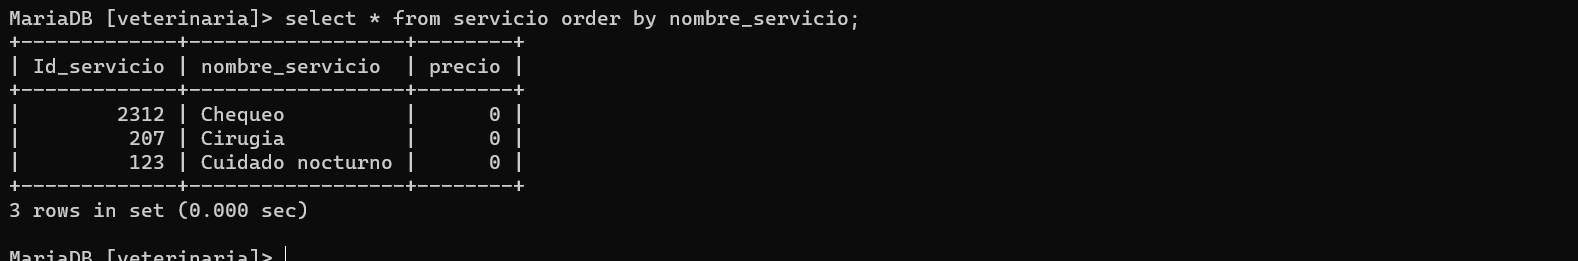 MariaDB [veterinaria]> select * from servicio order by nombre_servicio;
+-------------+------------------+--------+
| Id_servicio | nombre_servicio  | precio |
+-------------+------------------+--------+
|        2312 | Chequeo          |      0 |
|         207 | Cirugia          |      0 |
|         123 | Cuidado nocturno |      0 |
+-------------+------------------+--------+
3 rows in set (0.000 sec)
MariaDB [veterinaria]>